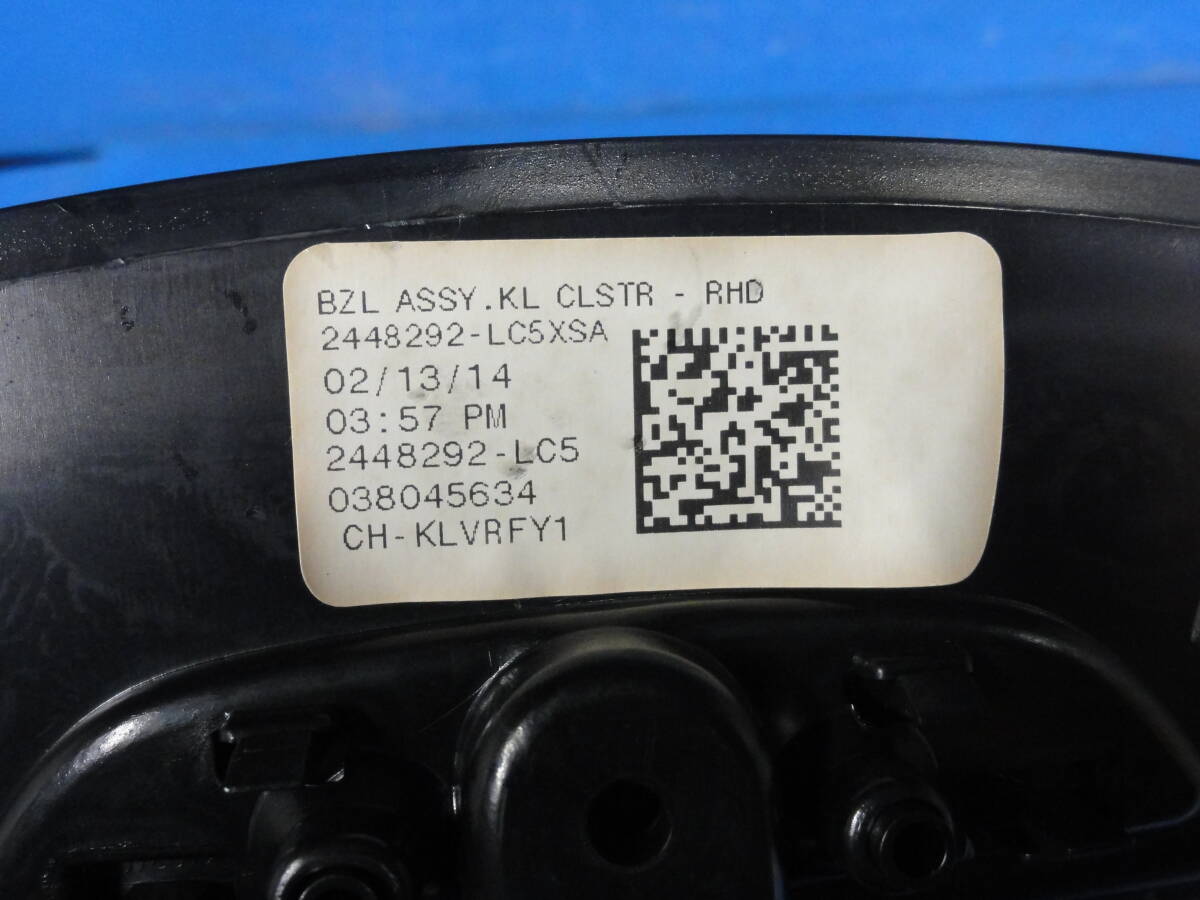 BZL ASSY.KL CLSTR - RHD
2448292-LC5XSA
02/13/14
03:57 PM
2448292-LC5
038045634
CH-KLVRFY1